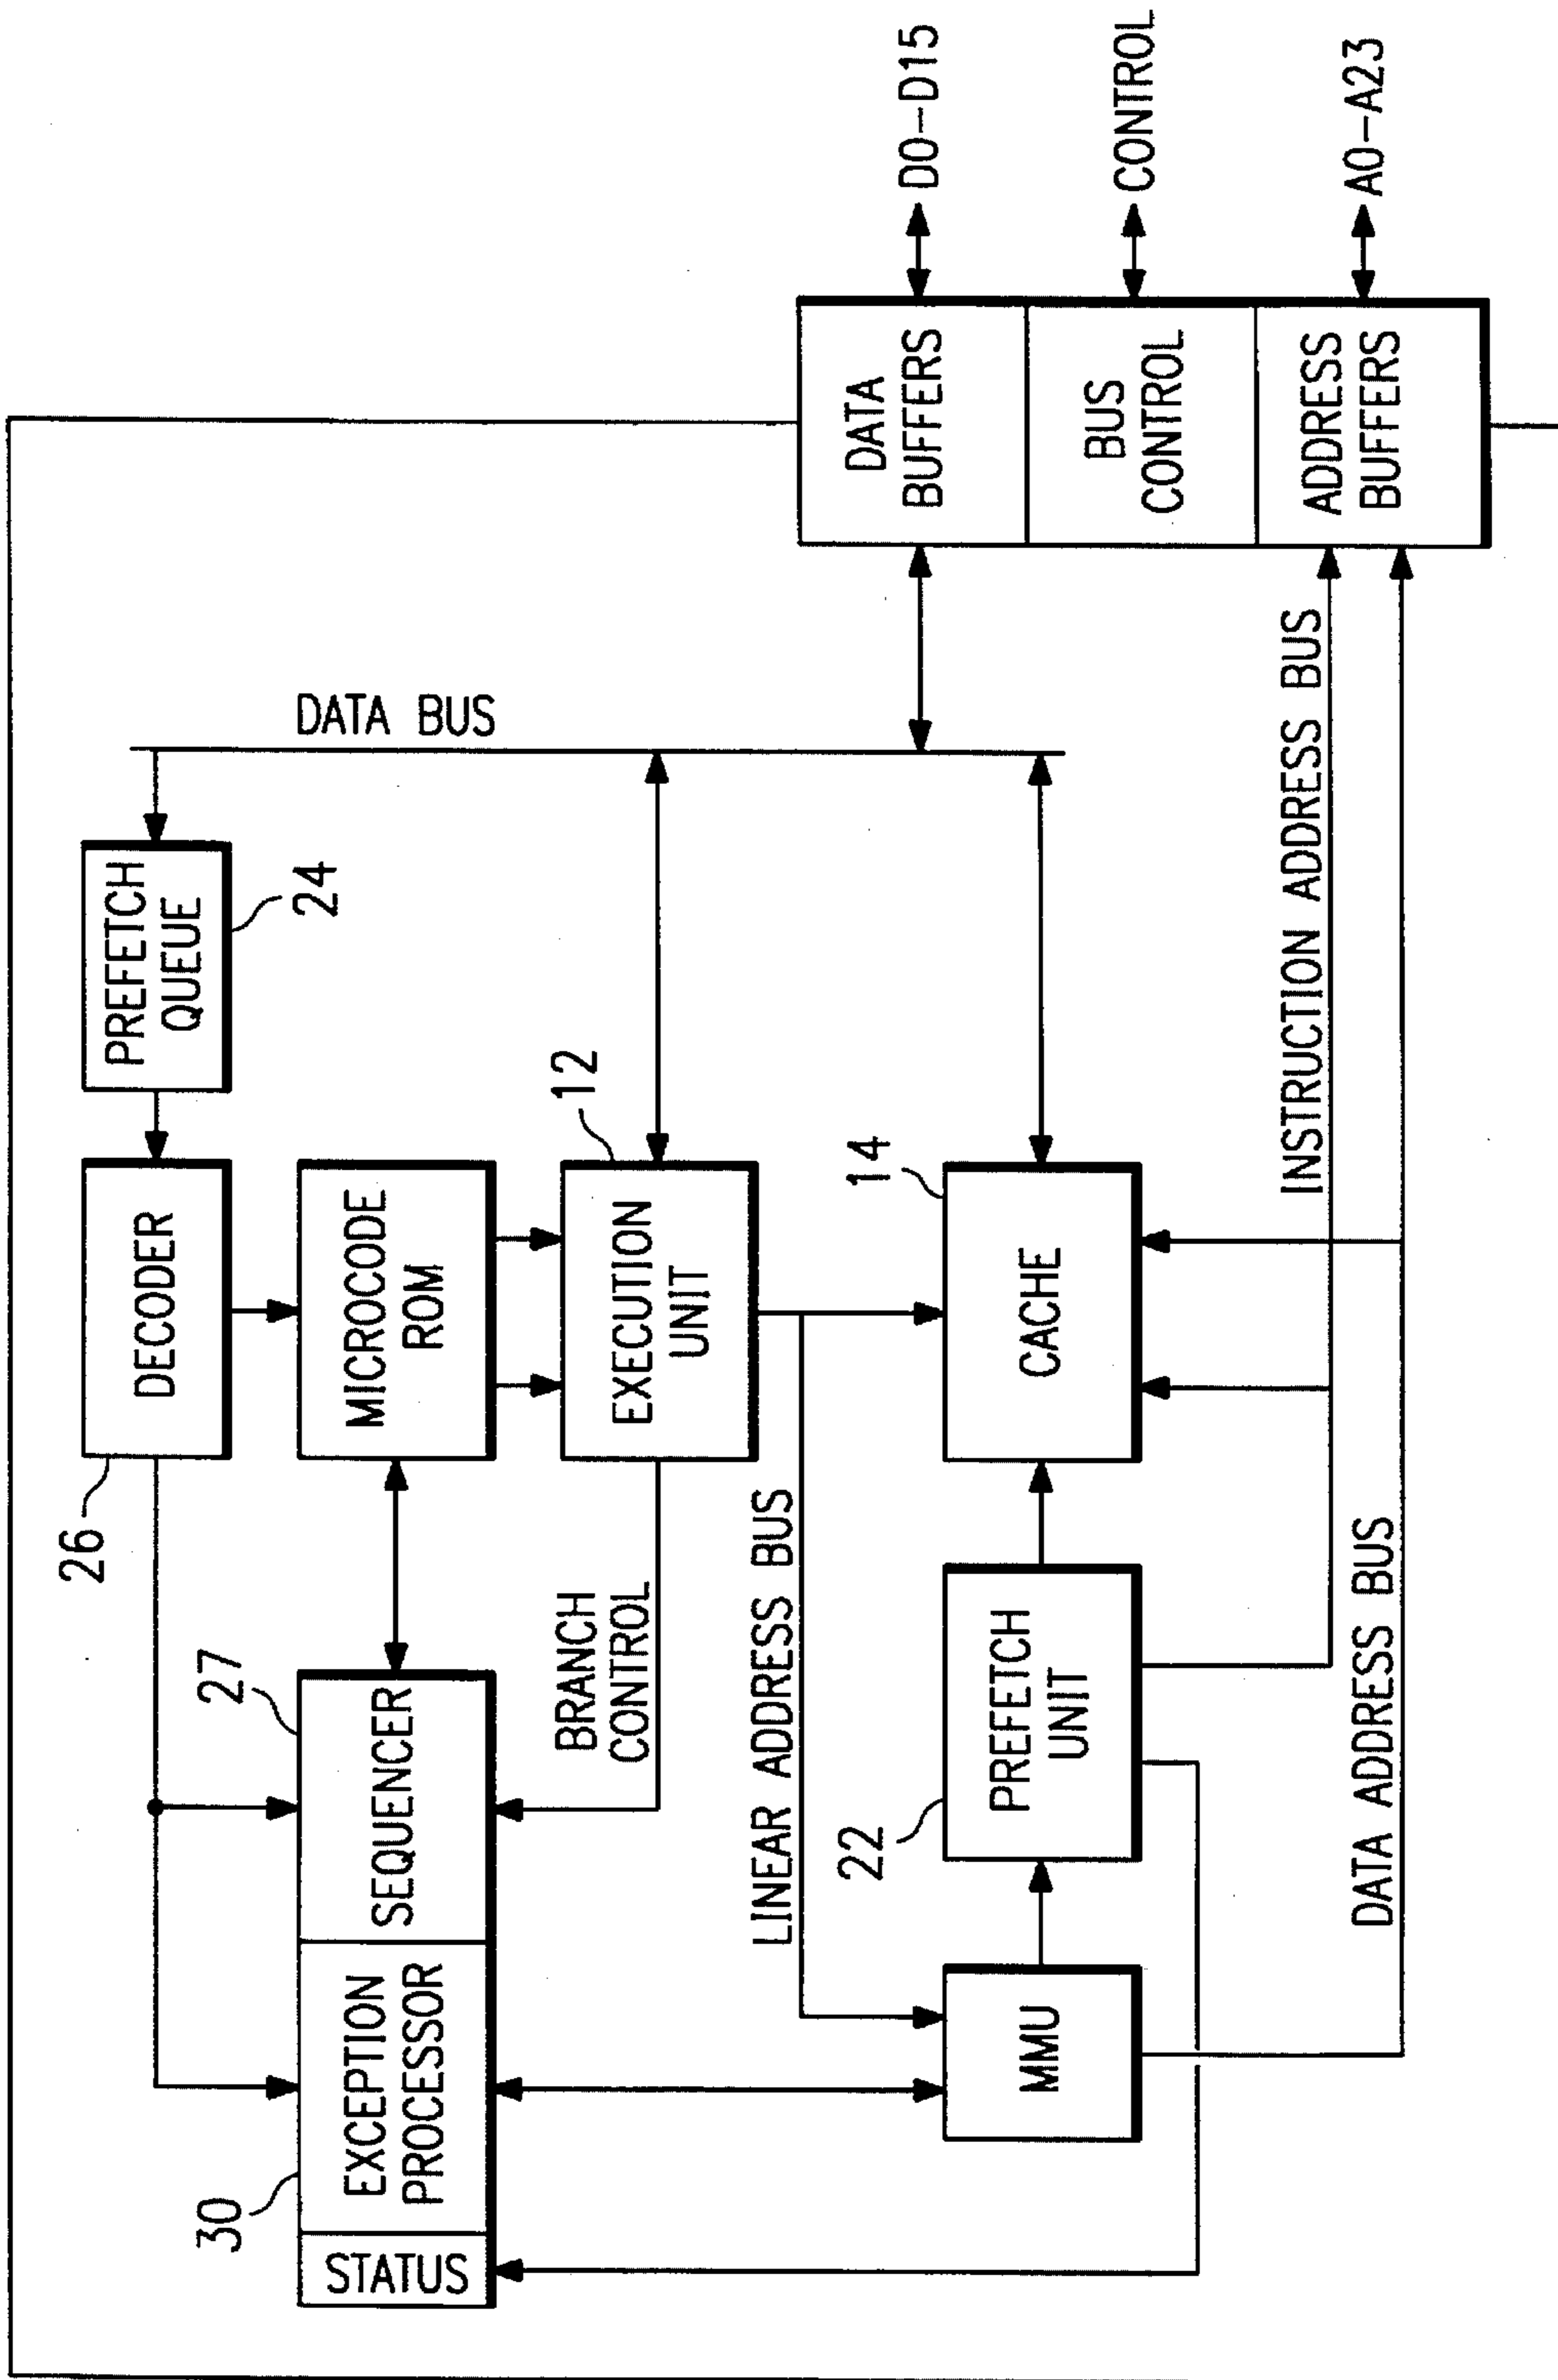 26
DECODER
PREFETCH
QUEUE
24
DATA BUS
30
STATUS
EXCEPTION
PROCESSOR
27
SEQUENCER
MICROCODE
ROM
BRANCH
CONTROL
12
EXECUTION
UNIT
LINEAR ADDRESS BUS
MMU
22
PREFETCH
UNIT
14
CACHE
DATA
BUFFERS
D0-D15
BUS
CONTROL
CONTROL
ADDRESS
BUFFERS
A0-A23
INSTRUCTION ADDRESS BUS
DATA ADDRESS BUS